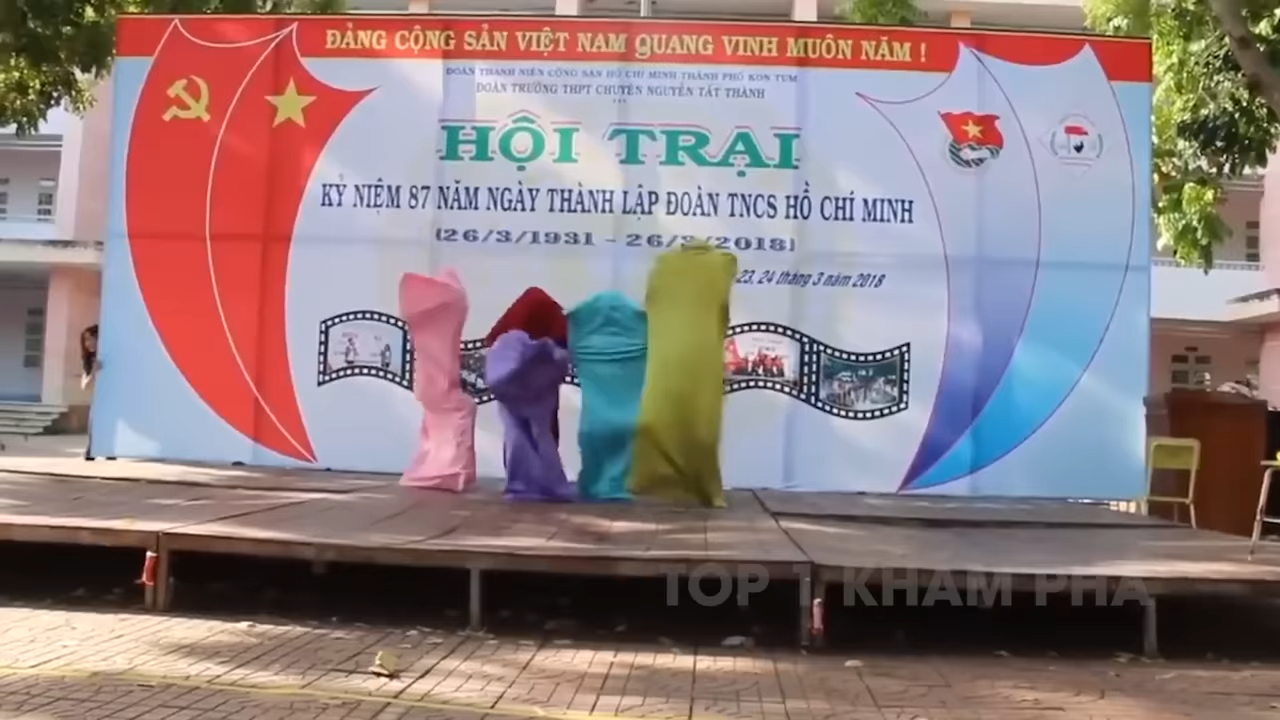 ĐẢNG CỘNG SẢN VIỆT NAM QUANG VINH MUÔN NĂM !
ĐOÀN THANH NIÊN CỘNG SẢN HỒ CHÍ MINH THÀNH PHỐ KON TUM
ĐOÀN TRƯỜNG THPT CHUYÊN NGUYỄN TẤT THÀNH
***
HỘI TRẠI
KỶ NIỆM 87 NĂM NGÀY THÀNH LẬP ĐOÀN TNCS HỒ CHÍ MINH
(26/3/1931 - 26/3/2018)
23, 24 tháng 3 năm 2018
TOP 1 KHÁM PHÁ